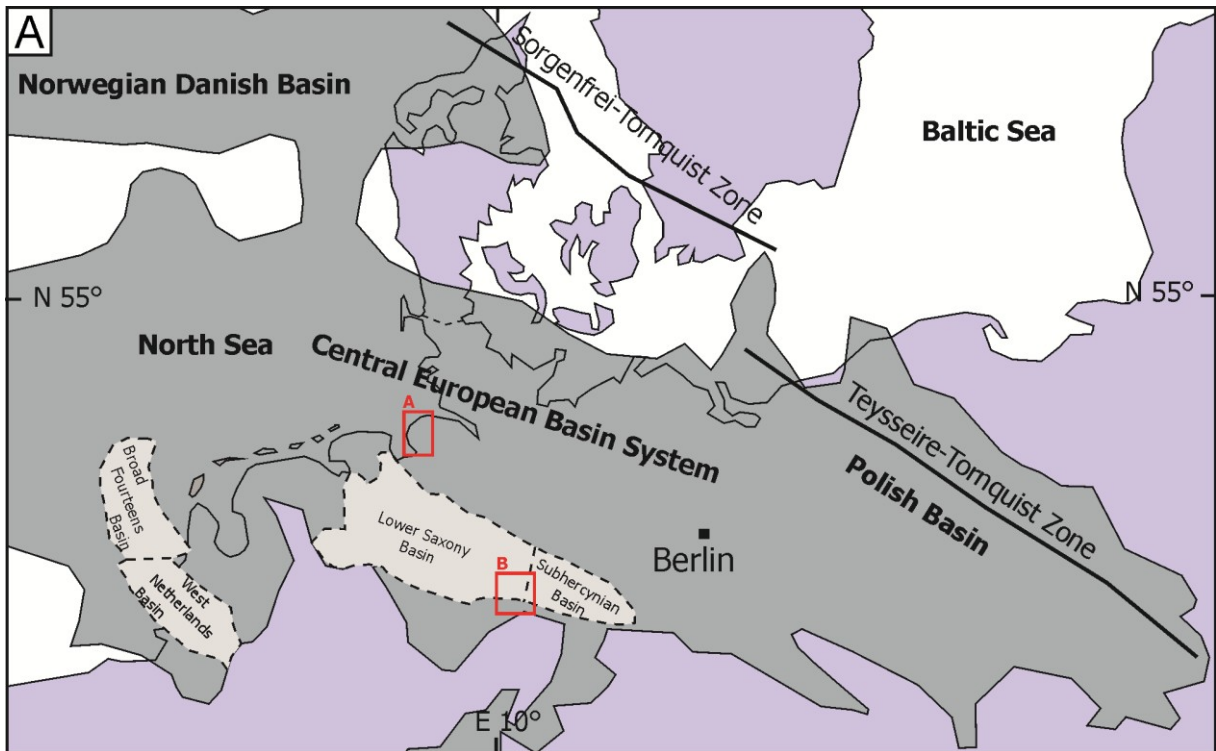 A
Sorgenfrei-Tornquist Zone
Norwegian Danish Basin
Baltic Sea
N 55°
N 55°
North Sea
Central European Basin System
A
Teysseire-Tornquist Zone
Polish Basin
Broad
Fourteens
Basin
Lower Saxony
Basin
Berlin
B
Subhercynian
Basin
West
Netherlands
Basin
E 10°